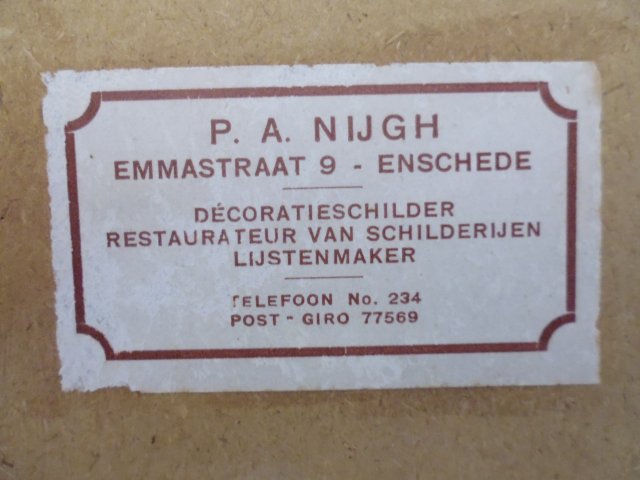 P. A. NIJGH
EMMASTRAAT 9 - ENSCHEDE
DÉCORATIESCHILDER
RESTAURATEUR VAN SCHILDERIJEN
LIJSTENMAKER
TELEFOON No. 234
POST - GIRO 77569